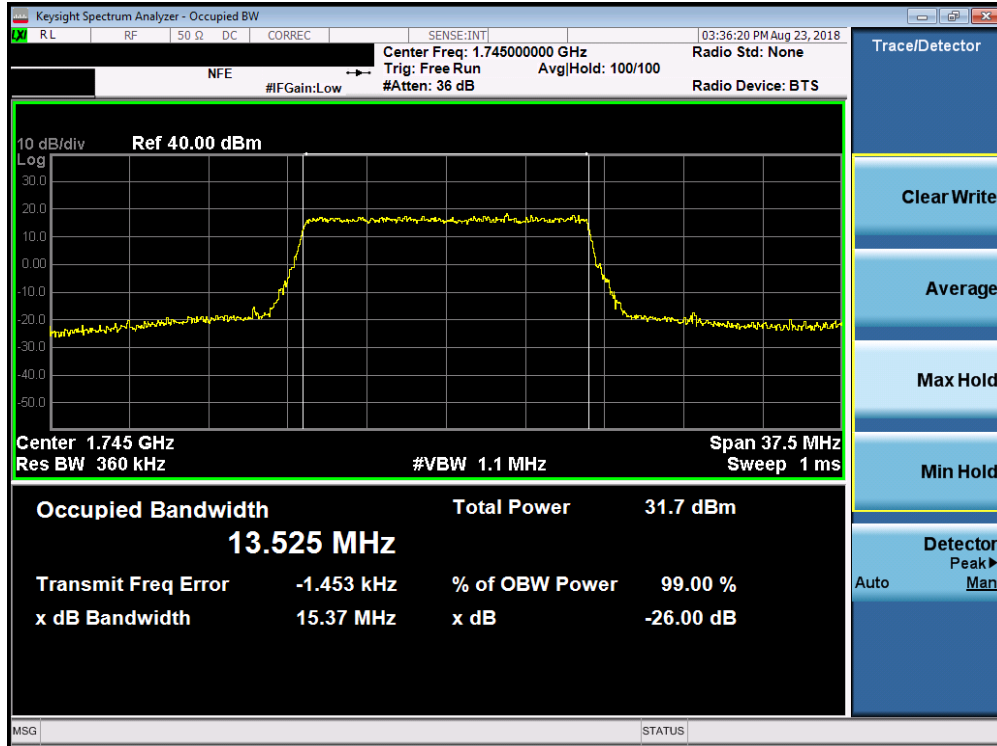 Keysight Spectrum Analyzer - Occupied BW
LXI RL RF 50 Ω DC CORREC SENSE:INT 03:36:20 PM Aug 23, 2018
Center Freq: 1.745000000 GHz Radio Std: None
NFE Trig: Free Run Avg|Hold: 100/100
#IFGain:Low #Atten: 36 dB Radio Device: BTS
10 dB/div Ref 40.00 dBm
Log
30.0
20.0
10.0
0.00
-10.0
-20.0
-30.0
-40.0
-50.0
Center 1.745 GHz Span 37.5 MHz
Res BW 360 kHz #VBW 1.1 MHz Sweep 1 ms
Occupied Bandwidth Total Power 31.7 dBm
13.525 MHz
Transmit Freq Error -1.453 kHz % of OBW Power 99.00 %
x dB Bandwidth 15.37 MHz x dB -26.00 dB
MSG STATUS
Trace/Detector
Clear Write
Average
Max Hold
Min Hold
Detector
Peak▶
Auto Man